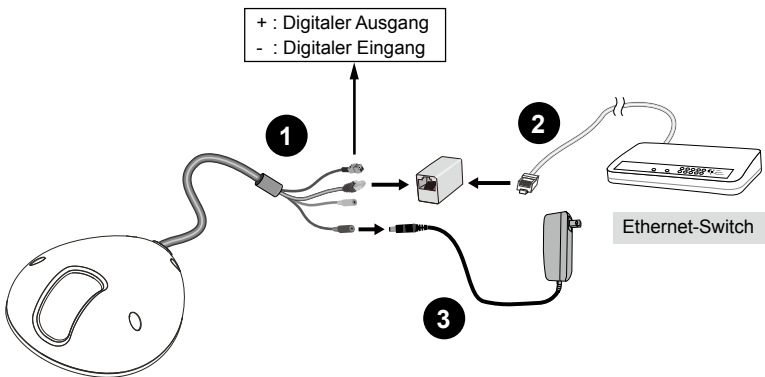 + : Digitaler Ausgang
- : Digitaler Eingang
1
2
Ethernet-Switch
3